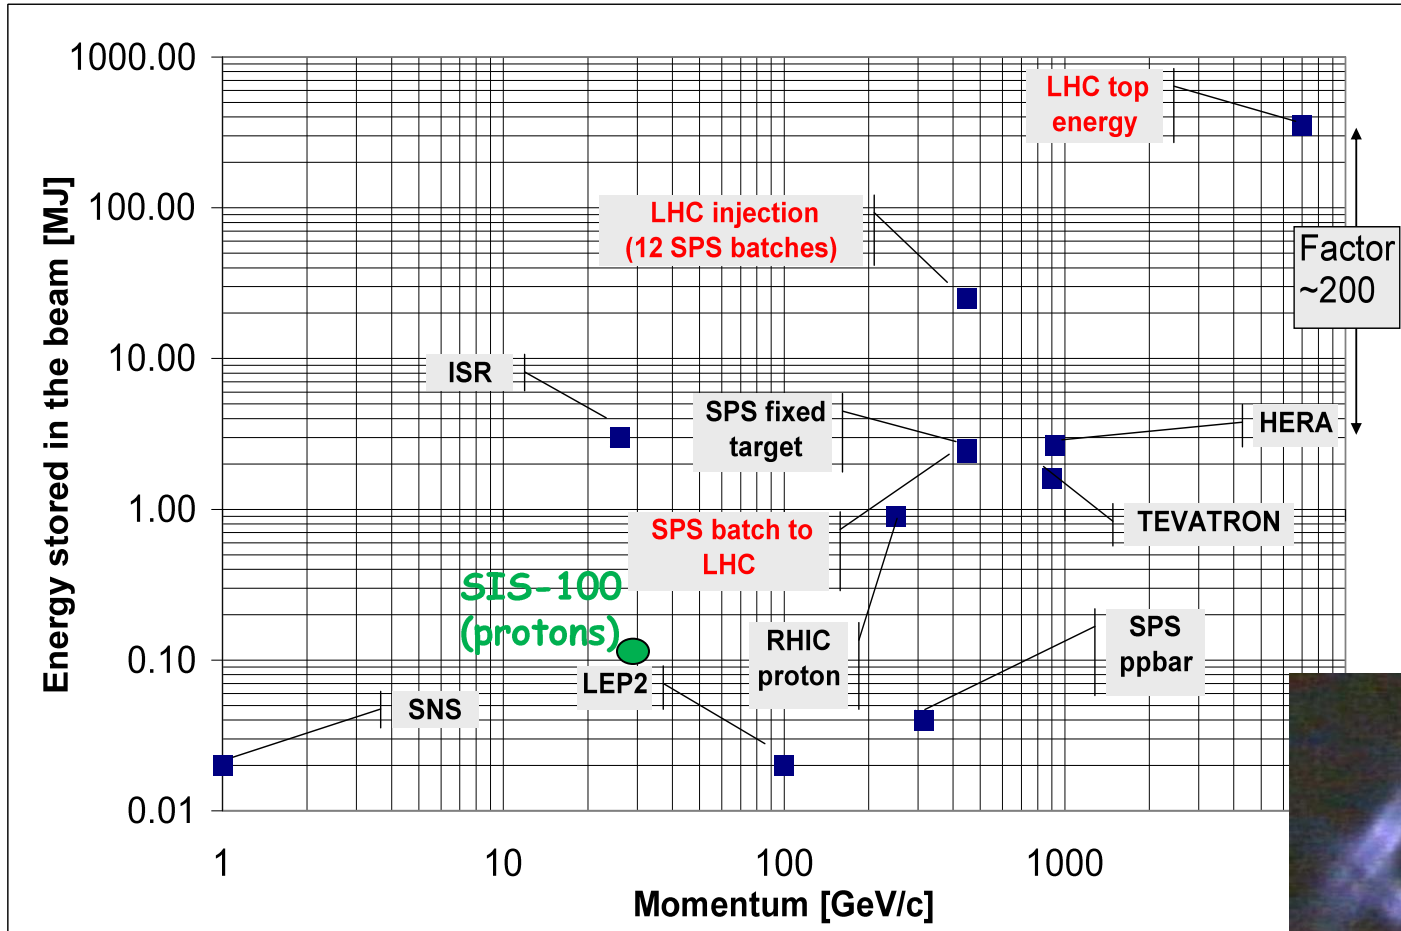 1000.00
100.00
10.00
1.00
0.10
0.01
Energy stored in the beam [MJ]
LHC top
energy
LHC injection
(12 SPS batches)
Factor
~200
ISR
SPS fixed
target
HERA
TEVATRON
SPS batch to
LHC
SIS-100
(protons)
RHIC
proton
SPS
ppbar
LEP2
SNS
1
10
100
1000
Momentum [GeV/c]